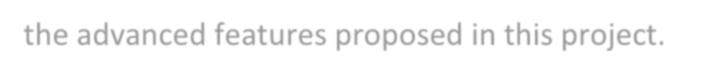 the advanced features proposed in this project.